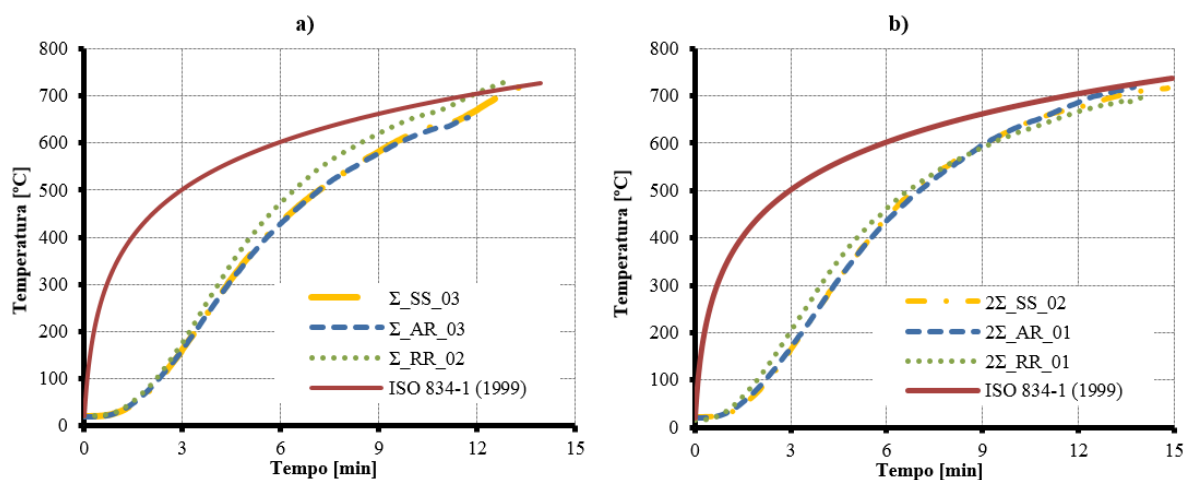 a)
Temperatura [ºC]
800
700
600
500
400
300
200
100
0
Σ_SS_03
Σ_AR_03
Σ_RR_02
ISO 834-1 (1999)
0 3 6 9 12 15
Tempo [min]
b)
Temperatura [ºC]
800
700
600
500
400
300
200
100
0
2Σ_SS_02
2Σ_AR_01
2Σ_RR_01
ISO 834-1 (1999)
0 3 6 9 12 15
Tempo [min]